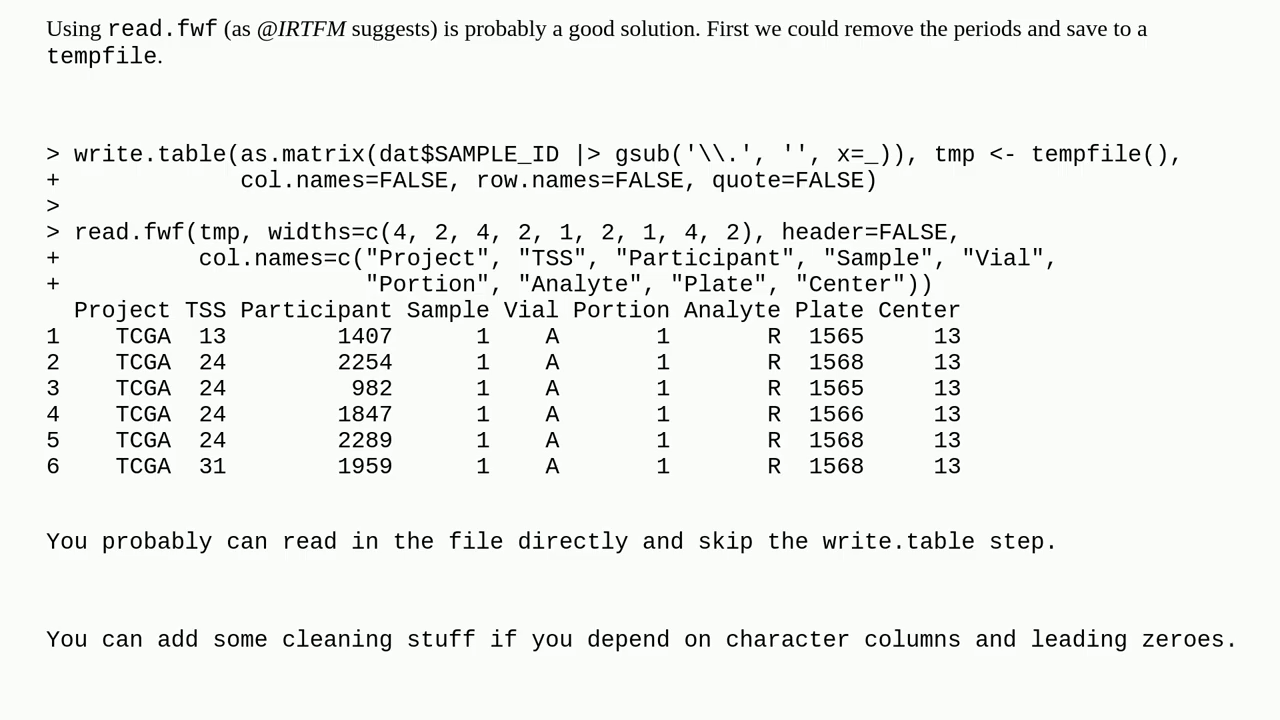 Using read.fwf (as @IRTFM suggests) is probably a good solution. First we could remove the periods and save to a
tempfile.
> write.table(as.matrix(dat$SAMPLE_ID |> gsub('\\.', '', x=_)), tmp <- tempfile(),
+             col.names=FALSE, row.names=FALSE, quote=FALSE)
>
> read.fwf(tmp, widths=c(4, 2, 4, 2, 1, 2, 1, 4, 2), header=FALSE,
+          col.names=c("Project", "TSS", "Participant", "Sample", "Vial",
+                      "Portion", "Analyte", "Plate", "Center"))
  Project TSS Participant Sample Vial Portion Analyte Plate Center
1    TCGA  13        1407      1    A       1       R  1565     13
2    TCGA  24        2254      1    A       1       R  1568     13
3    TCGA  24         982      1    A       1       R  1565     13
4    TCGA  24        1847      1    A       1       R  1566     13
5    TCGA  24        2289      1    A       1       R  1568     13
6    TCGA  31        1959      1    A       1       R  1568     13
You probably can read in the file directly and skip the write.table step.
You can add some cleaning stuff if you depend on character columns and leading zeroes.